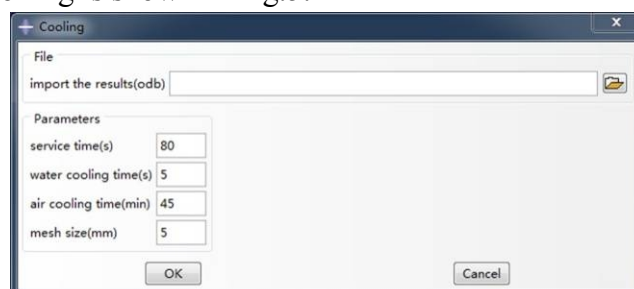 Cooling
x
File
import the results(odb)
Parameters
service time(s) 80
water cooling time(s) 5
air cooling time(min) 45
mesh size(mm) 5
OK Cancel